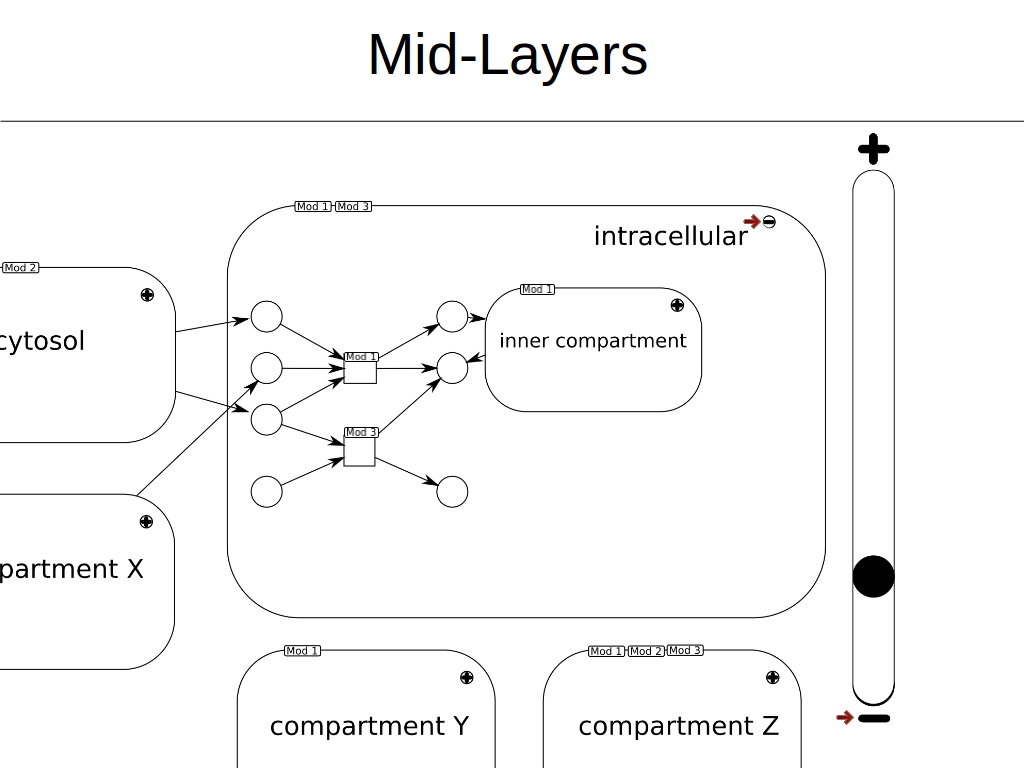 Mid-Layers
Mod 1 Mod 3
intracellular
Mod 2
cytosol
Mod 1
inner compartment
Mod 1
Mod 3
partment X
Mod 1
compartment Y
Mod 1 Mod 2 Mod 3
compartment Z